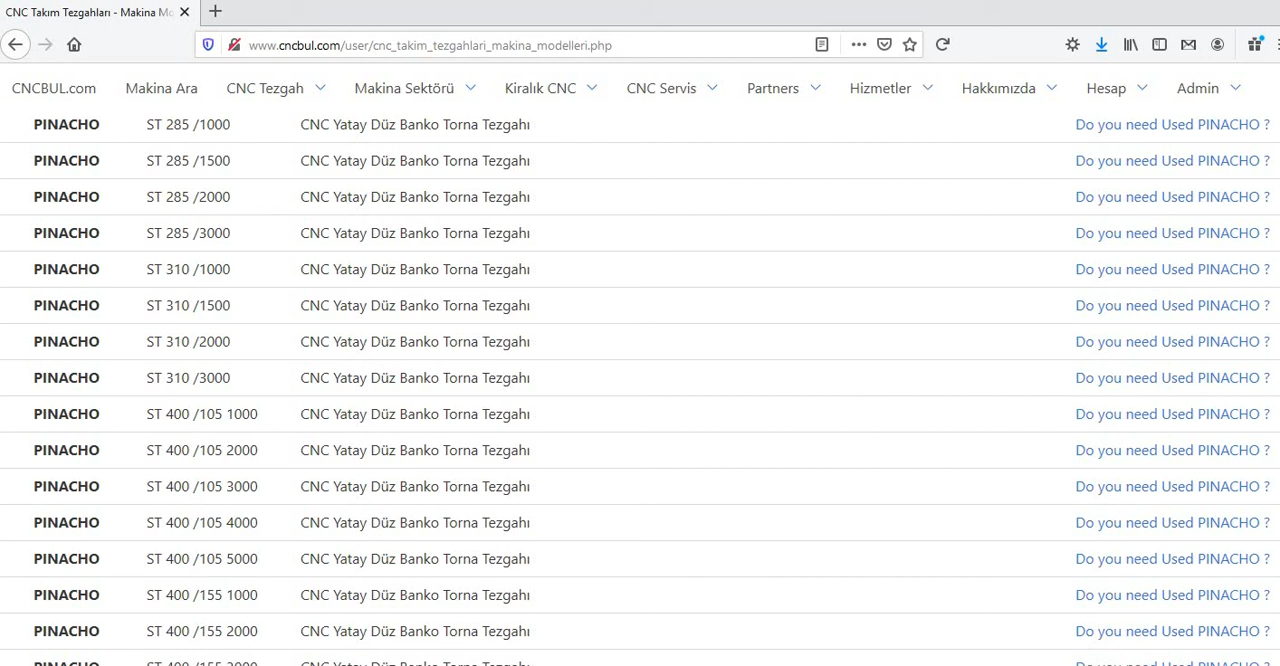 CNC Takım Tezgahları - Makina Mo
www.cncbul.com/user/cnc_takim_tezgahlari_makina_modelleri.php
CNCBUL.com Makina Ara CNC Tezgah Makina Sektörü Kiralık CNC CNC Servis Partners Hizmetler Hakkımızda Hesap Admin
PINACHO ST 285 /1000 CNC Yatay Düz Banko Torna Tezgahı Do you need Used PINACHO ?
PINACHO ST 285 /1500 CNC Yatay Düz Banko Torna Tezgahı Do you need Used PINACHO ?
PINACHO ST 285 /2000 CNC Yatay Düz Banko Torna Tezgahı Do you need Used PINACHO ?
PINACHO ST 285 /3000 CNC Yatay Düz Banko Torna Tezgahı Do you need Used PINACHO ?
PINACHO ST 310 /1000 CNC Yatay Düz Banko Torna Tezgahı Do you need Used PINACHO ?
PINACHO ST 310 /1500 CNC Yatay Düz Banko Torna Tezgahı Do you need Used PINACHO ?
PINACHO ST 310 /2000 CNC Yatay Düz Banko Torna Tezgahı Do you need Used PINACHO ?
PINACHO ST 310 /3000 CNC Yatay Düz Banko Torna Tezgahı Do you need Used PINACHO ?
PINACHO ST 400 /105 1000 CNC Yatay Düz Banko Torna Tezgahı Do you need Used PINACHO ?
PINACHO ST 400 /105 2000 CNC Yatay Düz Banko Torna Tezgahı Do you need Used PINACHO ?
PINACHO ST 400 /105 3000 CNC Yatay Düz Banko Torna Tezgahı Do you need Used PINACHO ?
PINACHO ST 400 /105 4000 CNC Yatay Düz Banko Torna Tezgahı Do you need Used PINACHO ?
PINACHO ST 400 /105 5000 CNC Yatay Düz Banko Torna Tezgahı Do you need Used PINACHO ?
PINACHO ST 400 /155 1000 CNC Yatay Düz Banko Torna Tezgahı Do you need Used PINACHO ?
PINACHO ST 400 /155 2000 CNC Yatay Düz Banko Torna Tezgahı Do you need Used PINACHO ?